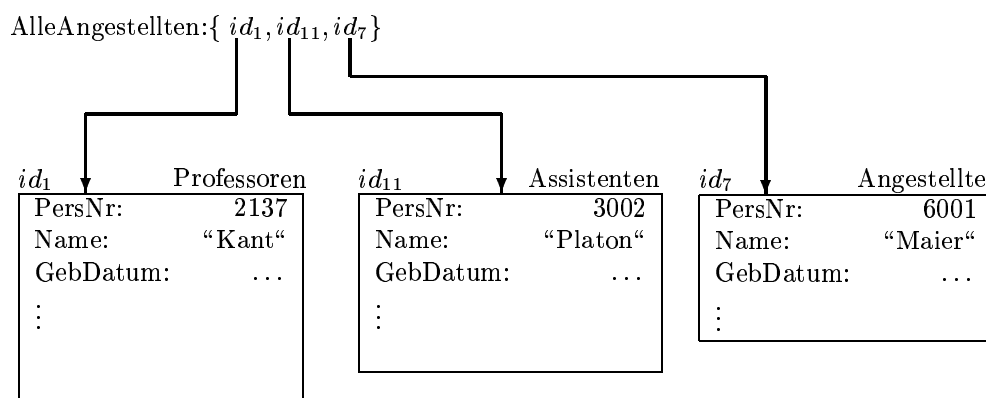 AlleAngestellten:{ id₁, id₁₁, id₇}
id₁ Professoren
PersNr: 2137
Name: “Kant“
GebDatum: ...
⋮
id₁₁ Assistenten
PersNr: 3002
Name: “Platon“
GebDatum: ...
⋮
id₇ Angestellte
PersNr: 6001
Name: “Maier“
GebDatum: ...
⋮